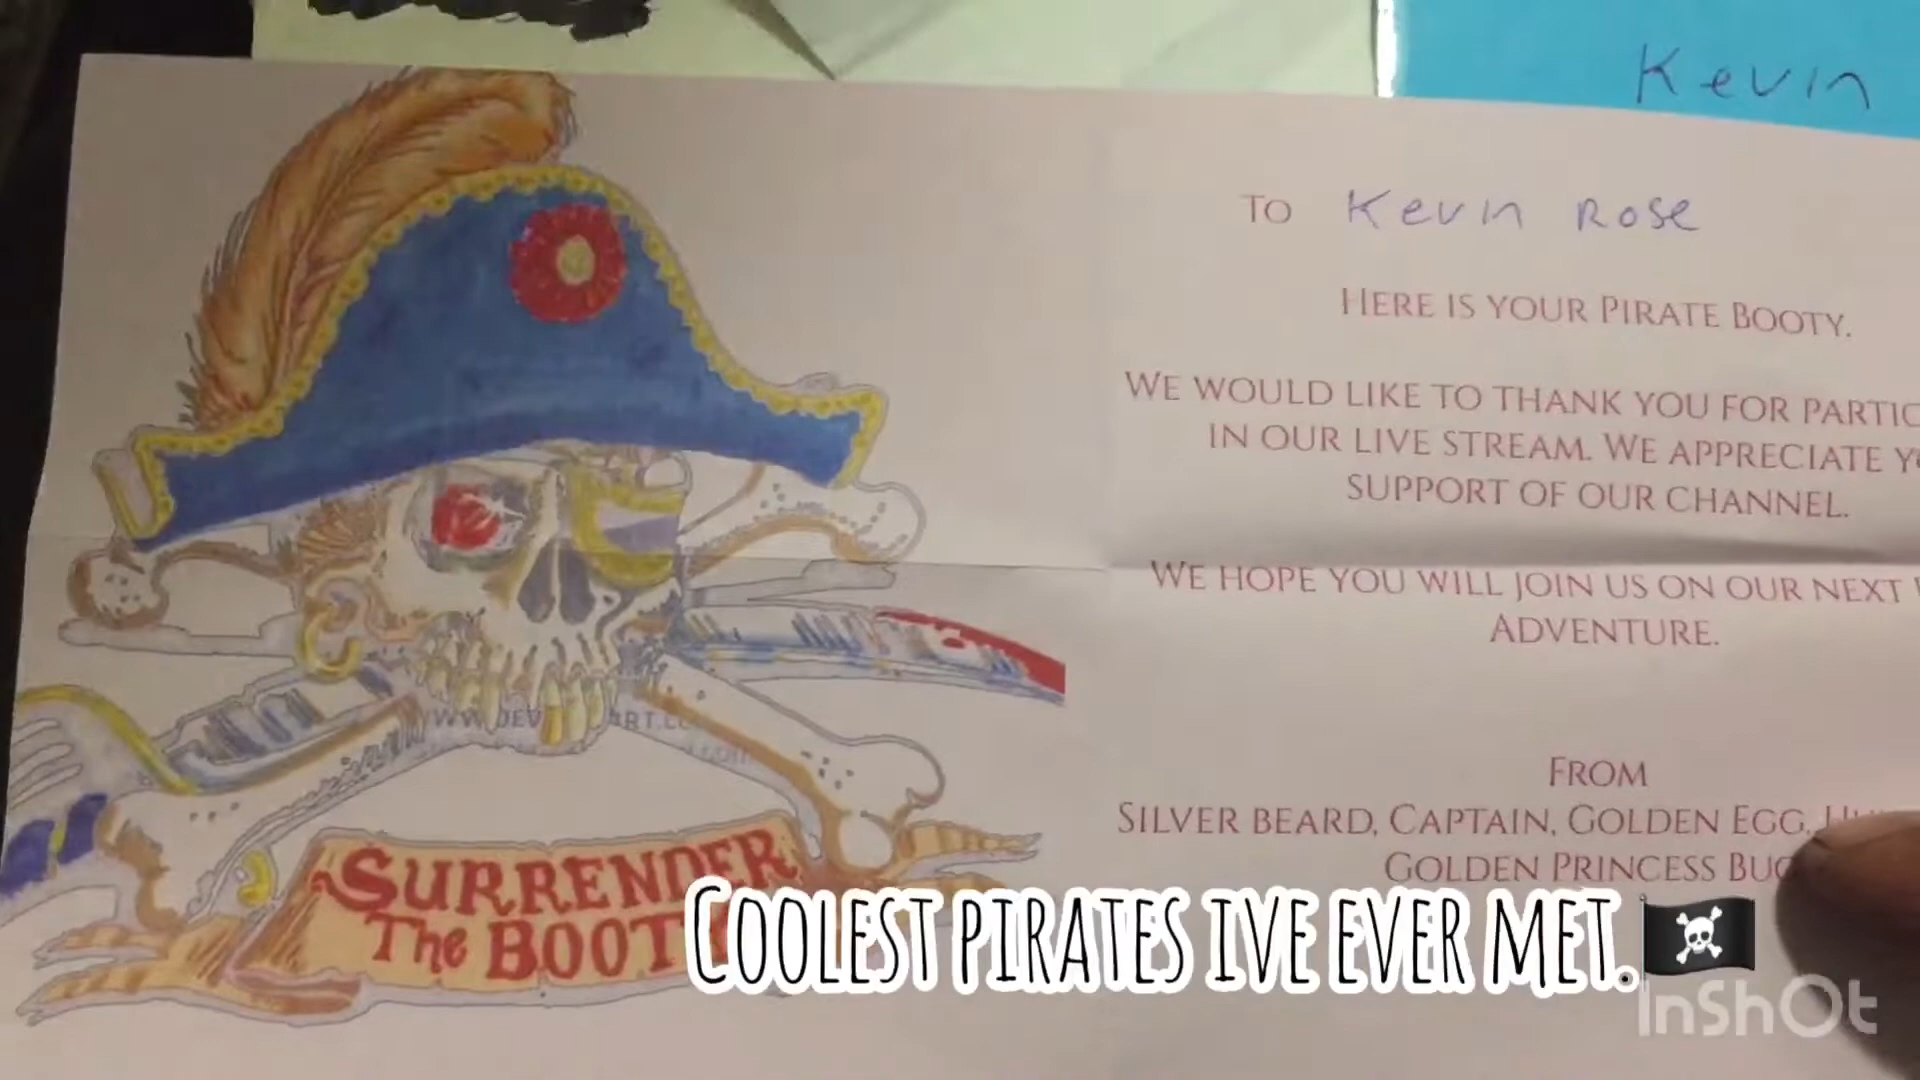 Kevin
TO Kevin Rose
HERE IS YOUR PIRATE BOOTY.
WE WOULD LIKE TO THANK YOU FOR PARTIC
IN OUR LIVE STREAM. WE APPRECIATE Y
SUPPORT OF OUR CHANNEL.
WE HOPE YOU WILL JOIN US ON OUR NEXT
ADVENTURE.
FROM
SILVER BEARD, CAPTAIN, GOLDEN EGG,
GOLDEN PRINCESS
SURRENDER
The BOOT
COOLEST PIRATES IVE EVER MET.
InShOt